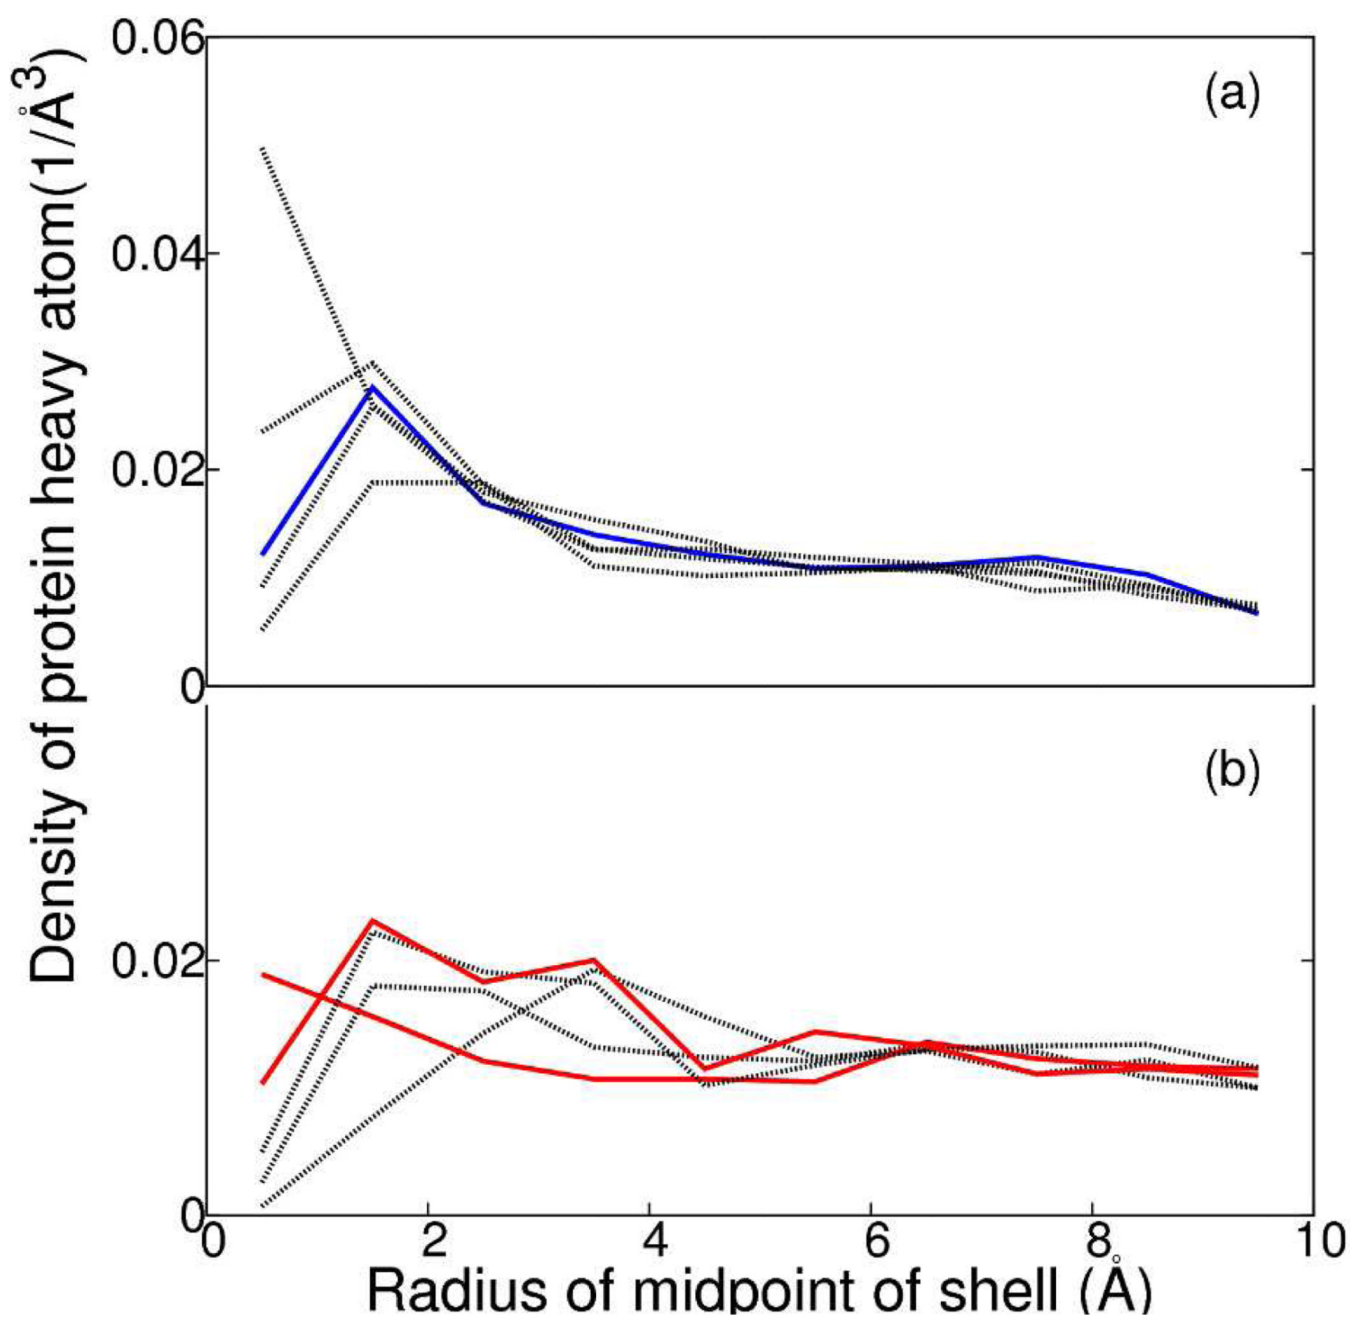 Density of protein heavy atom(1/Å³)
0.06
0.04
0.02
0
(a)
0.02
0
(b)
0 2 4 6 8 10
Radius of midpoint of shell (Å)